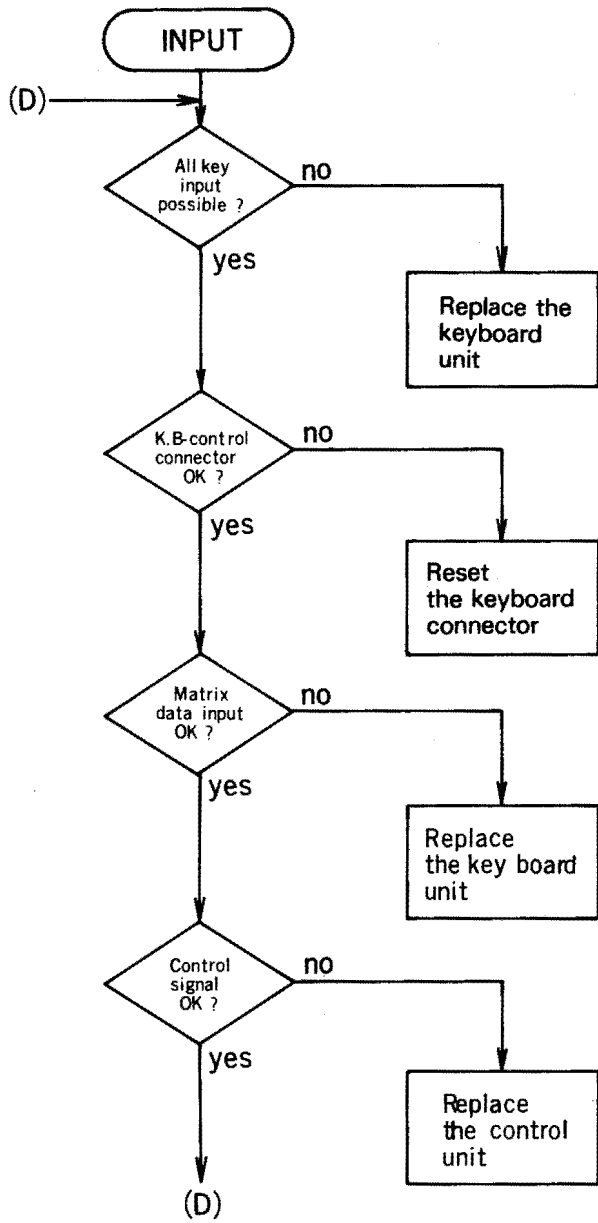 INPUT
(D)
All key
input
possible ?
no
yes
Replace the
keyboard
unit
K.B-control
connector
OK ?
no
yes
Reset
the keyboard
connector
Matrix
data input
OK ?
no
yes
Replace
the key board
unit
Control
signal
OK ?
no
yes
Replace
the control
unit
(D)